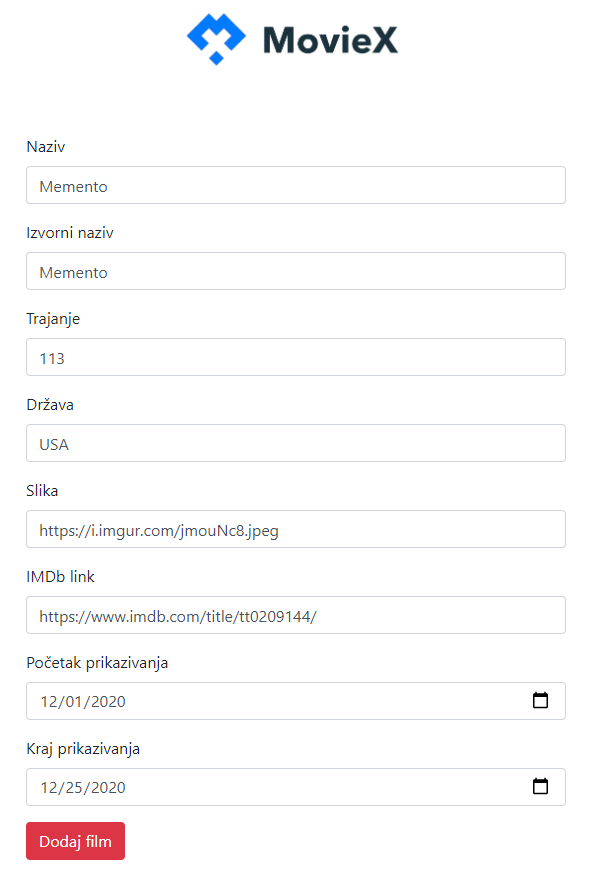 MovieX
Naziv
Memento
Izvorni naziv
Memento
Trajanje
113
Država
USA
Slika
https://i.imgur.com/jmouNc8.jpeg
IMDb link
https://www.imdb.com/title/tt0209144/
Početak prikazivanja
12/01/2020
Kraj prikazivanja
12/25/2020
Dodaj film